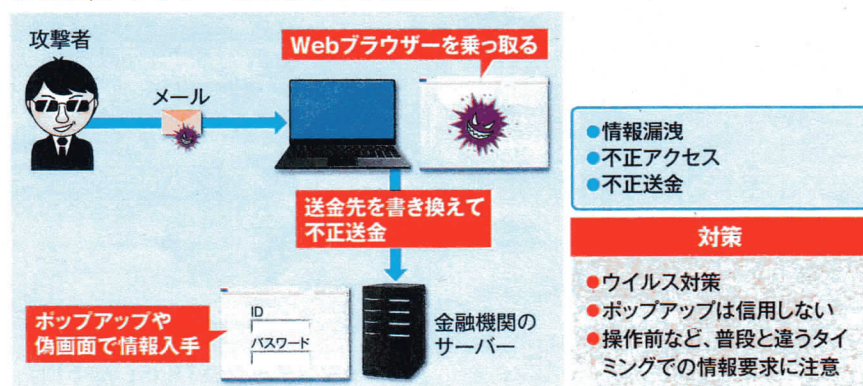 攻撃者
メール
Webブラウザーを乗っ取る
送金先を書き換えて
不正送金
ポップアップや
偽画面で情報入手
ID
パスワード
金融機関の
サーバー
●情報漏洩
●不正アクセス
●不正送金
対策
●ウイルス対策
●ポップアップは信用しない
●操作前など、普段と違うタイ
ミングでの情報要求に注意